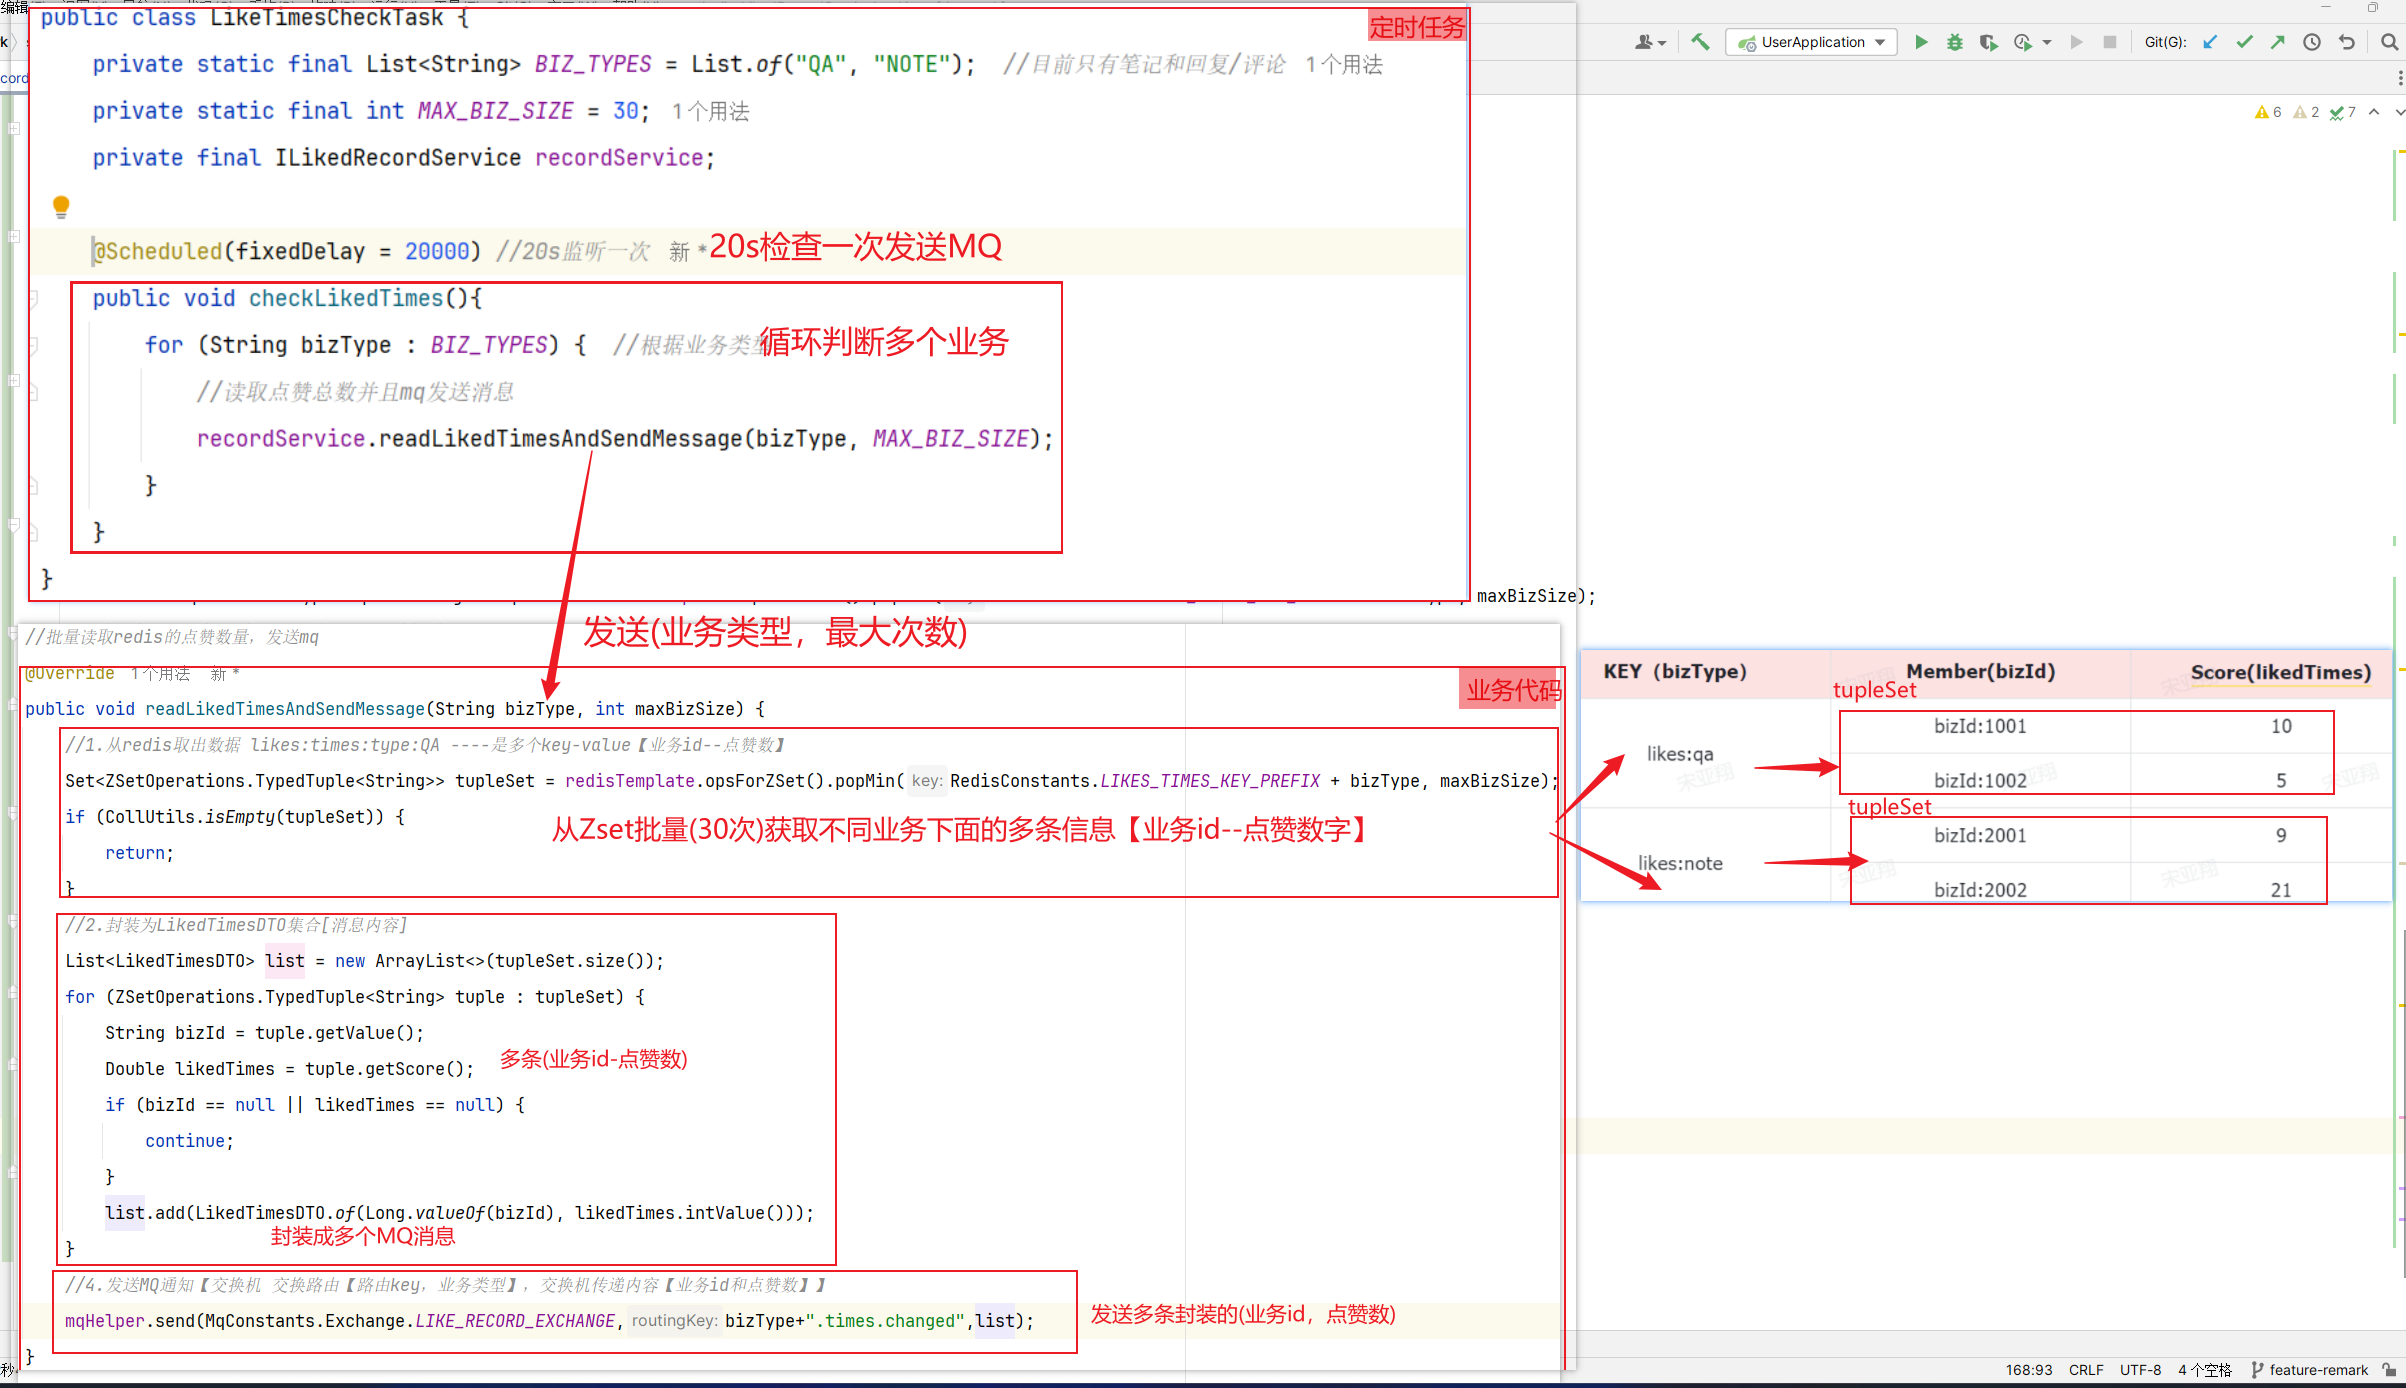 public class LikeTimesCheckTask {
定时任务
private static final List<String> BIZ_TYPES = List.of("QA", "NOTE");  //目前只有笔记和回复/评论 1个用法
private static final int MAX_BIZ_SIZE = 30; 1个用法
private final ILikedRecordService recordService;
@Scheduled(fixedDelay = 20000) //20s监听一次 新 *
20s检查一次发送MQ
public void checkLikedTimes(){
for (String bizType : BIZ_TYPES) {  //根据业务类
循环判断多个业务
//读取点赞总数并且mq发送消息
recordService.readLikedTimesAndSendMessage(bizType, MAX_BIZ_SIZE);
}
}
}
maxBizSize);
发送(业务类型，最大次数)
//批量读取redis的点赞数量，发送mq
@Override 1个用法 新 *
业务代码
public void readLikedTimesAndSendMessage(String bizType, int maxBizSize) {
//1.从redis取出数据 likes:times:type:QA ----是多个key-value【业务id--点赞数】
Set<ZSetOperations.TypedTuple<String>> tupleSet = redisTemplate.opsForZSet().popMin( key: RedisConstants.LIKES_TIMES_KEY_PREFIX + bizType, maxBizSize);
if (CollUtils.isEmpty(tupleSet)) {
从Zset批量(30次)获取不同业务下面的多条信息【业务id--点赞数字】
return;
}
//2.封装为LikedTimesDTO集合[消息内容]
List<LikedTimesDTO> list = new ArrayList<>(tupleSet.size());
for (ZSetOperations.TypedTuple<String> tuple : tupleSet) {
String bizId = tuple.getValue();
多条(业务id-点赞数)
Double likedTimes = tuple.getScore();
if (bizId == null || likedTimes == null) {
continue;
}
list.add(LikedTimesDTO.of(Long.valueOf(bizId), likedTimes.intValue()));
封装成多个MQ消息
}
//4.发送MQ通知【交换机 交换路由【路由key，业务类型】，交换机传递内容【业务id和点赞数】】
mqHelper.send(MqConstants.Exchange.LIKE_RECORD_EXCHANGE, routingKey: bizType+".times.changed",list);
发送多条封装的(业务id，点赞数)
}
UserApplication
Git(G):
6 2 7
KEY（bizType） Member(bizId) Score(likedTimes)
tupleSet
likes:qa
bizId:1001 10
bizId:1002 5
tupleSet
likes:note
bizId:2001 9
bizId:2002 21
宋亚翔
宋亚翔
宋亚翔
168:93 CRLF UTF-8 4 个空格 feature-remark